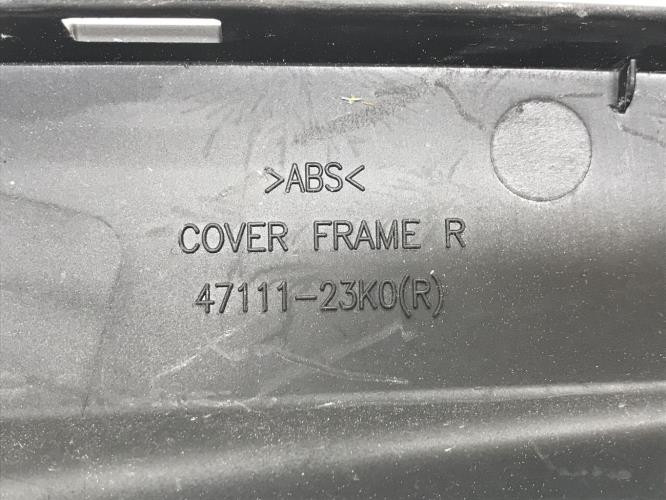 >ABS<
COVER FRAME R
47111-23K0(R)